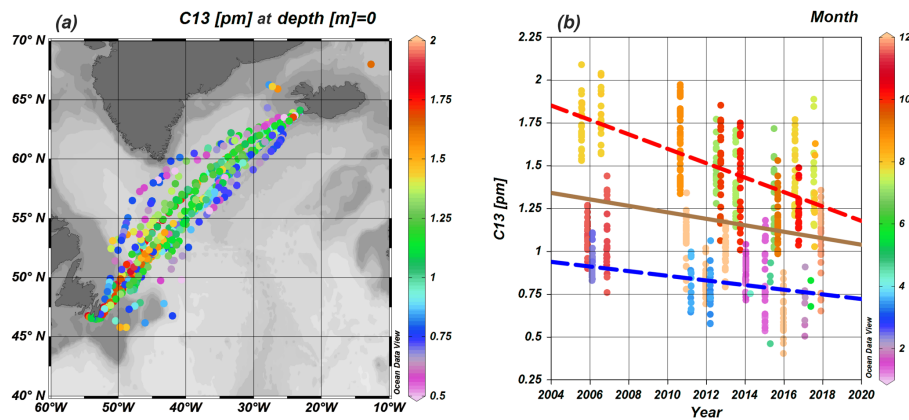 (a) C13 [pm] at depth [m]=0
70° N
65° N
60° N
55° N
50° N
45° N
40° N
60°W 50°W 40°W 30°W 20°W 10°W
2
1.75
1.5
1.25
1
0.75
0.5
Ocean Data View
(b) Month
C13 [pm]
2.25
2
1.75
1.5
1.25
1
0.75
0.5
0.25
2004 2006 2008 2010 2012 2014 2016 2018 2020
Year
12
10
8
6
4
2
Ocean Data View